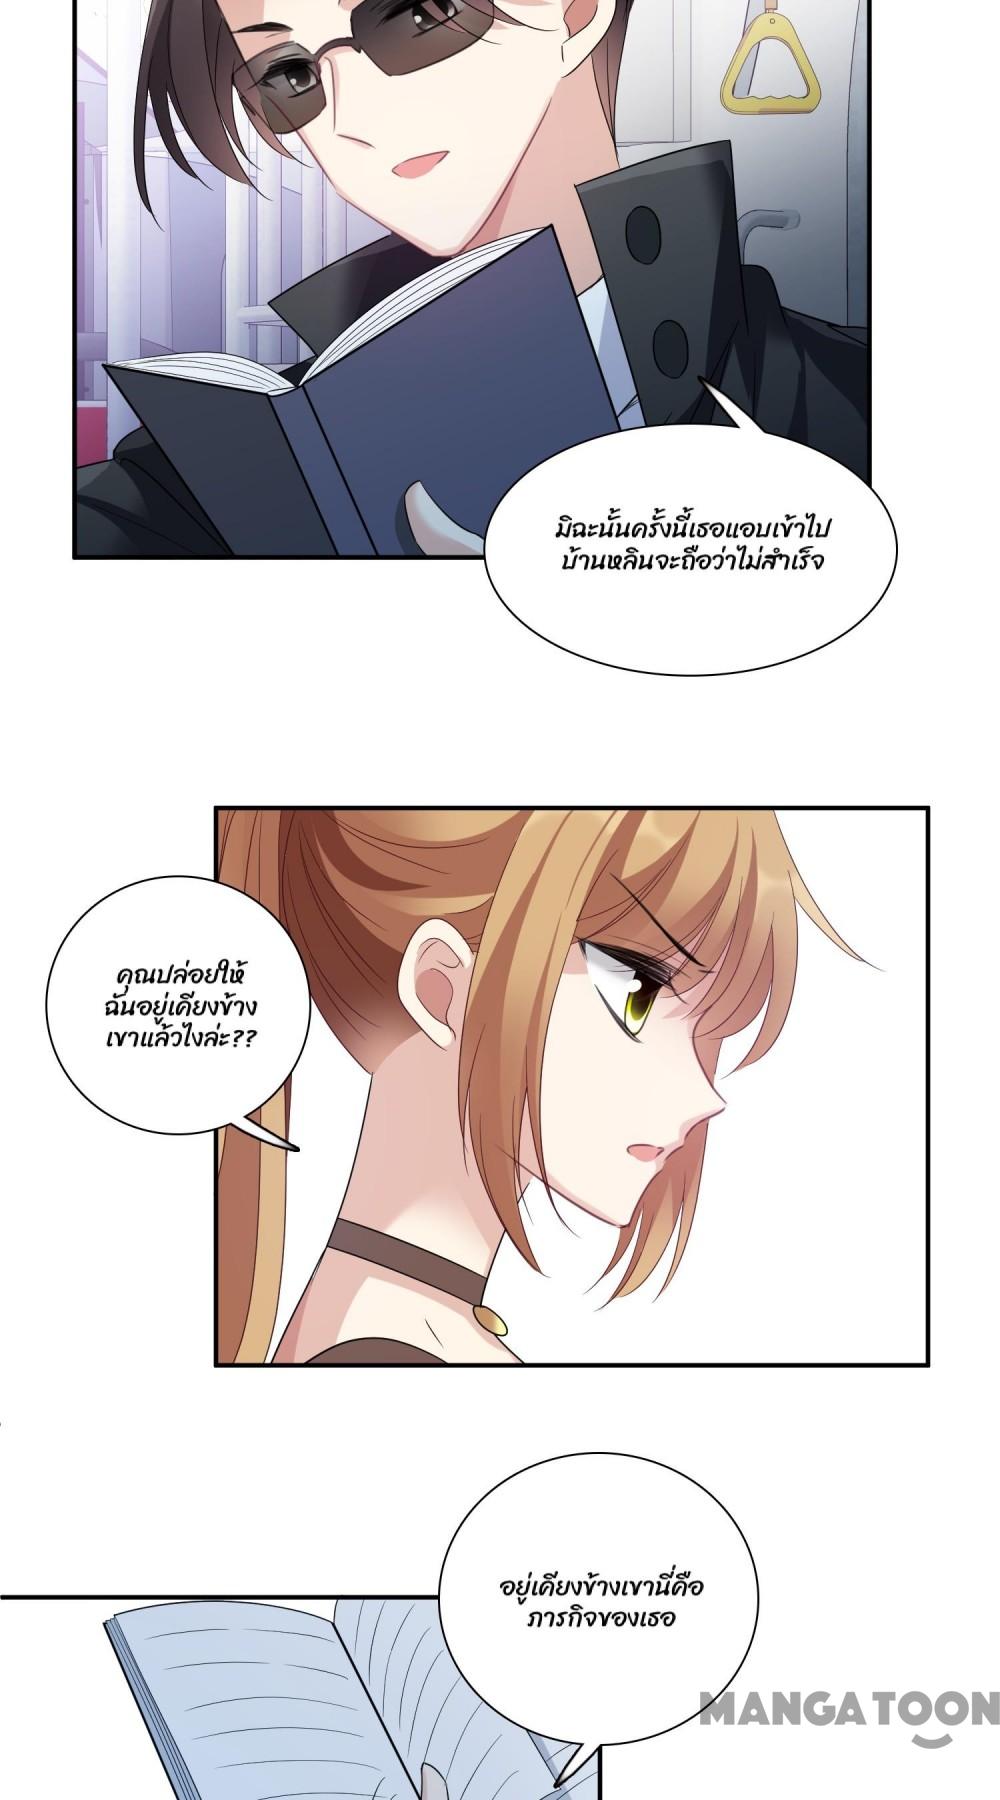 มิฉะนั้นครั้งนี้เธอแอบเข้าไป
บ้านหลินจะถือว่าไม่สำเร็จ
คุณปล่อยให้
ฉันอยู่เคียงข้าง
เขาแล้วไงล่ะ??
อยู่เคียงข้างเขานี่คือ
ภารกิจของเธอ
MANGATOON